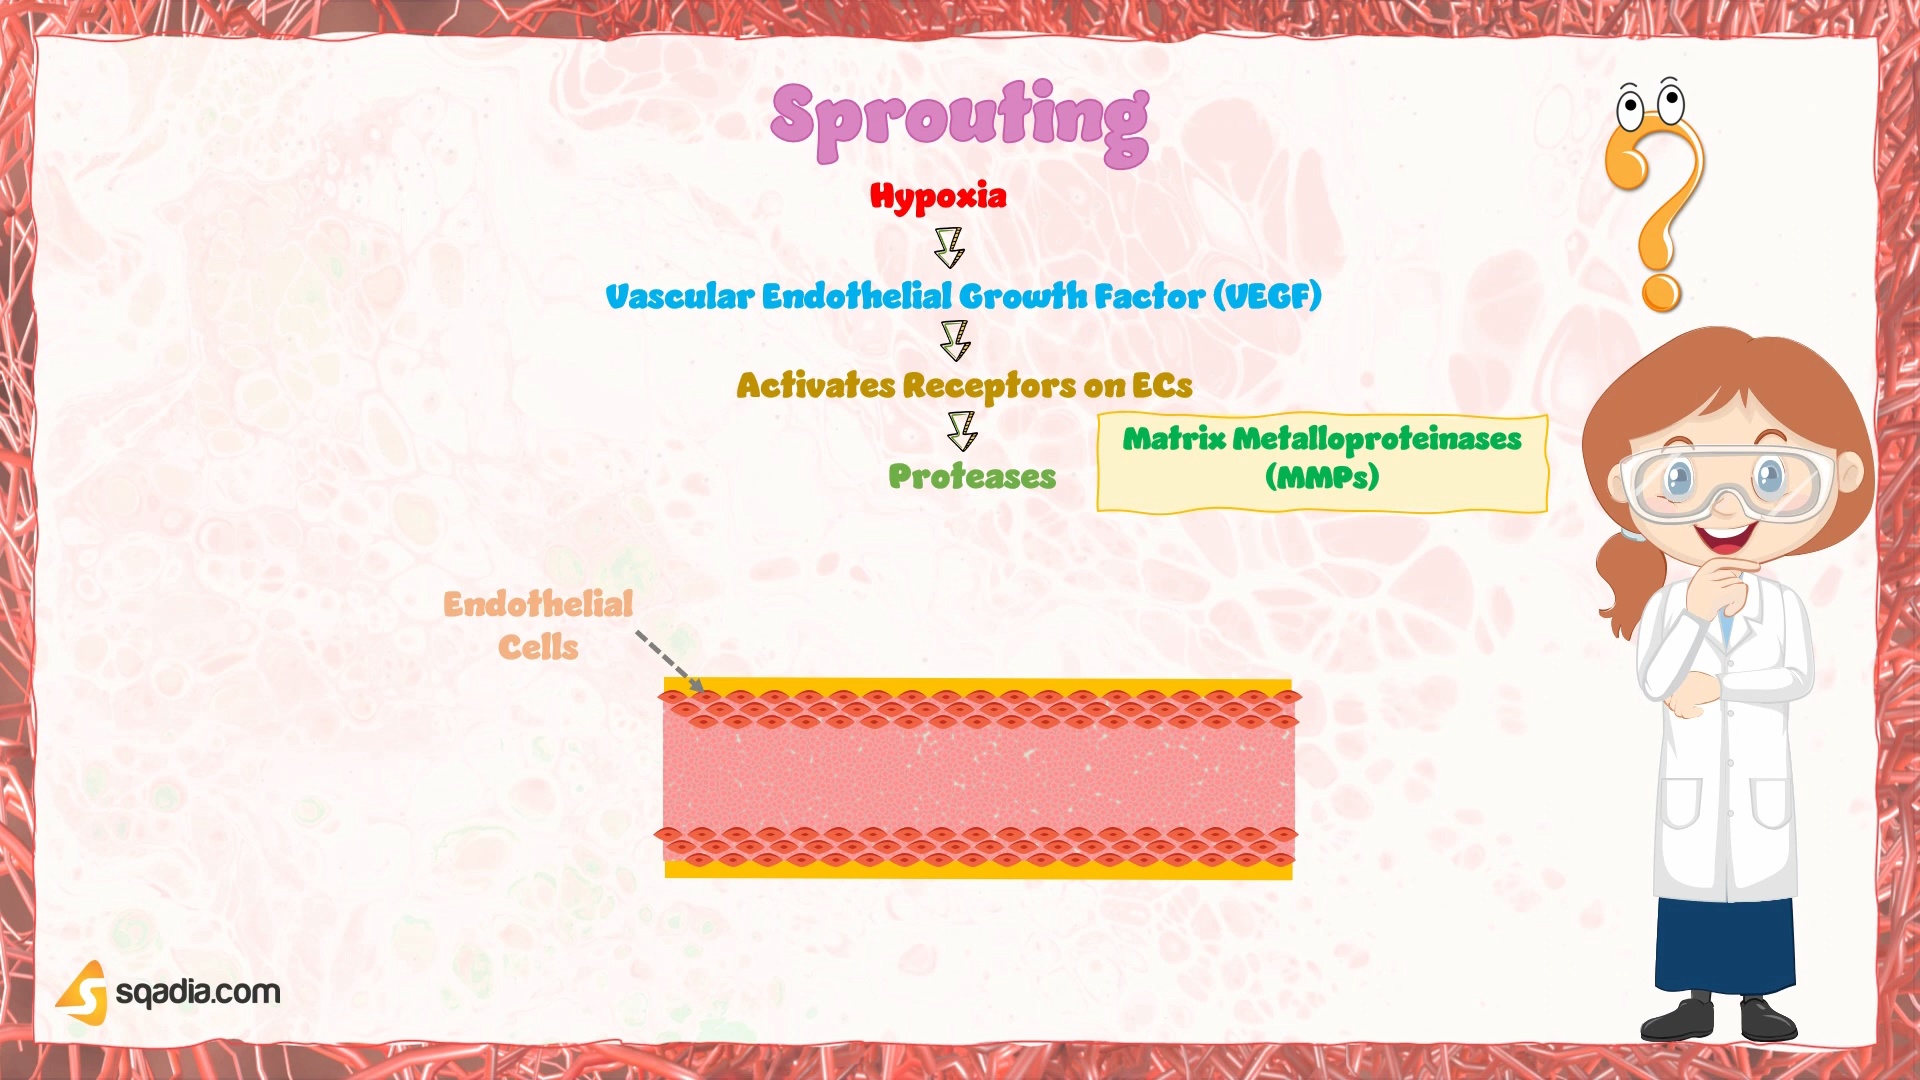 Sprouting
Hypoxia
Vascular Endothelial Growth Factor (VEGF)
Activates Receptors on ECs
Proteases
Matrix Metalloproteinases
(MMPs)
Endothelial
Cells
sqadia.com